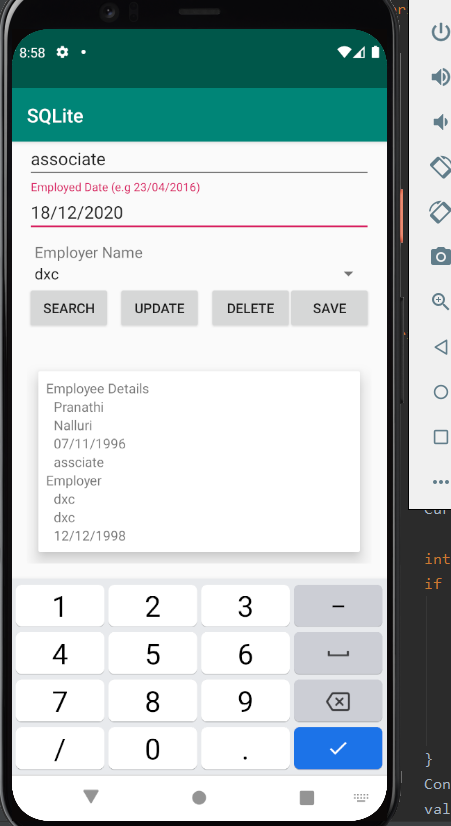 er
8:58
SQLite
associate
Employed Date (e.g 23/04/2016)
18/12/2020
Employer Name
dxc
SEARCH UPDATE DELETE SAVE
Employee Details
Pranathi
Nalluri
07/11/1996
assciate
Employer
dxc
dxc
12/12/1998
1 2 3 –
4 5 6
7 8 9
/ 0 .
int
if
}
Con
val